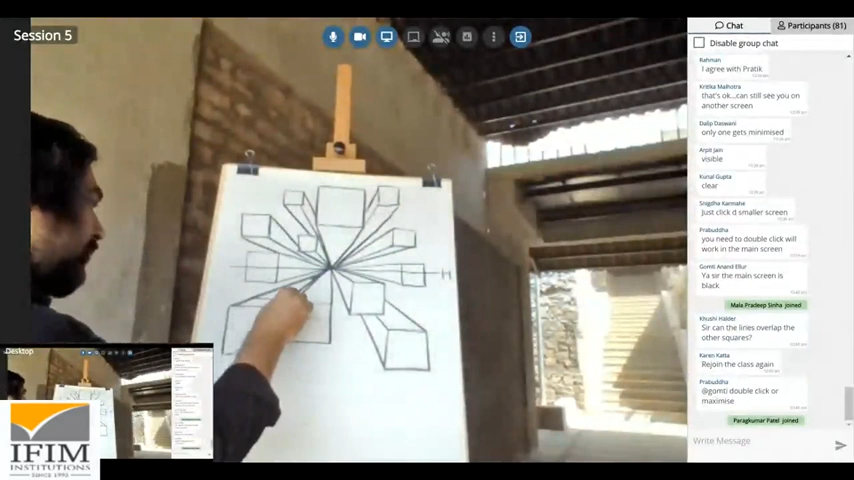 Session 5
Chat
Participants (81)
Disable group chat
Rahman
I agree with Pratik
Kritika Malhotra
that's ok...can still see you on
another screen
Dalip Daswani
only one gets minimised
Arpit Jain
visible
Kunal Gupta
clear
Snigdha Karmahe
Just click d smaller screen
Prabuddha
you need to double click will
work in the main screen
Gomti Anand Ellur
Ya sir the main screen is
black
Mala Pradeep Sinha joined
Khushi Halder
Sir can the lines overlap the
other squares?
Karen Katta
Rejoin the class again
Prabuddha
@gomti double click or
maximise
Paragkumar Patel joined
Write Message
H
Desktop
IFIM
INSTITUTIONS
SINCE 1995